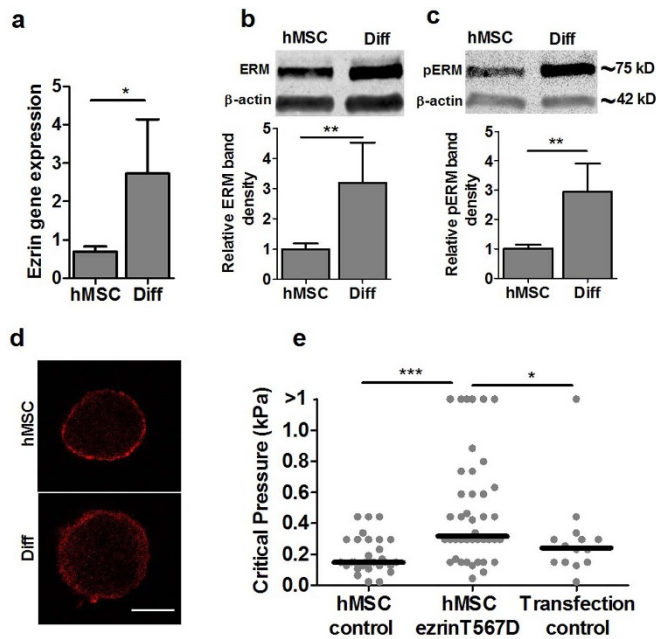 a
Ezrin gene expression
5
4
3
2
1
0
*
hMSC Diff
b
hMSC Diff
ERM
β-actin
Relative ERM band
density
5
4
3
2
1
0
**
hMSC Diff
c
hMSC Diff
pERM ~75 kD
β-actin ~42 kD
Relative pERM band
density
5
4
3
2
1
0
**
hMSC Diff
d
hMSC
Diff
e
Critical Pressure (kPa)
>1
1.0
0.8
0.6
0.4
0.2
0.0
*** *
hMSC hMSC Transfection
control ezrinT567D control